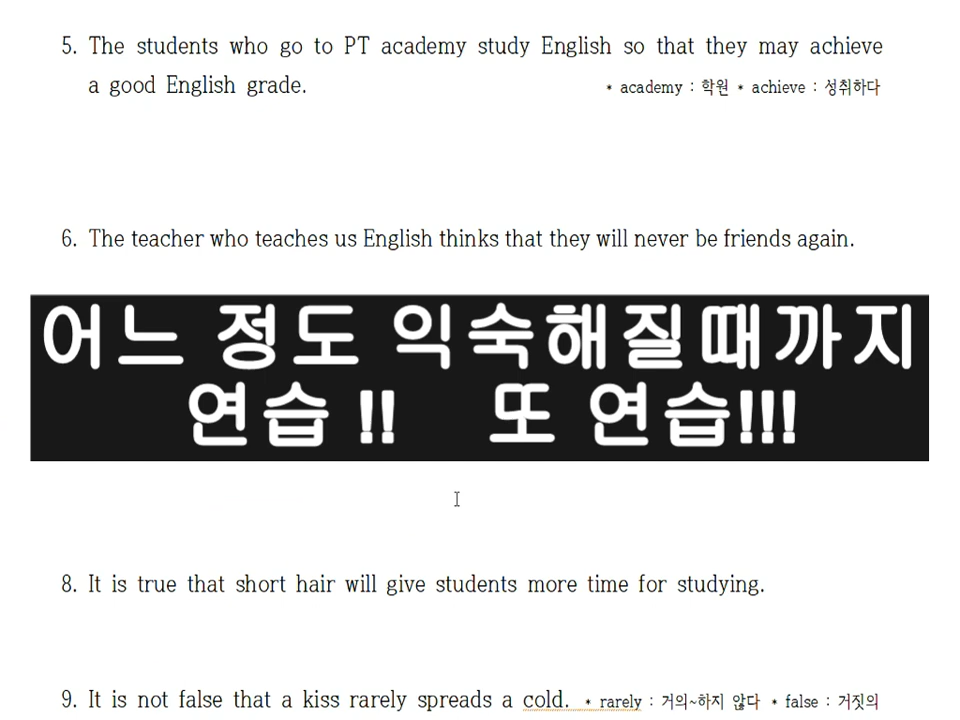 5. The students who go to PT academy study English so that they may achieve
a good English grade. * academy : 학원 * achieve : 성취하다
6. The teacher who teaches us English thinks that they will never be friends again.
어느 정도 익숙해질때까지
연습 !! 또 연습!!!
8. It is true that short hair will give students more time for studying.
9. It is not false that a kiss rarely spreads a cold. * rarely : 거의~하지 않다 * false : 거짓의